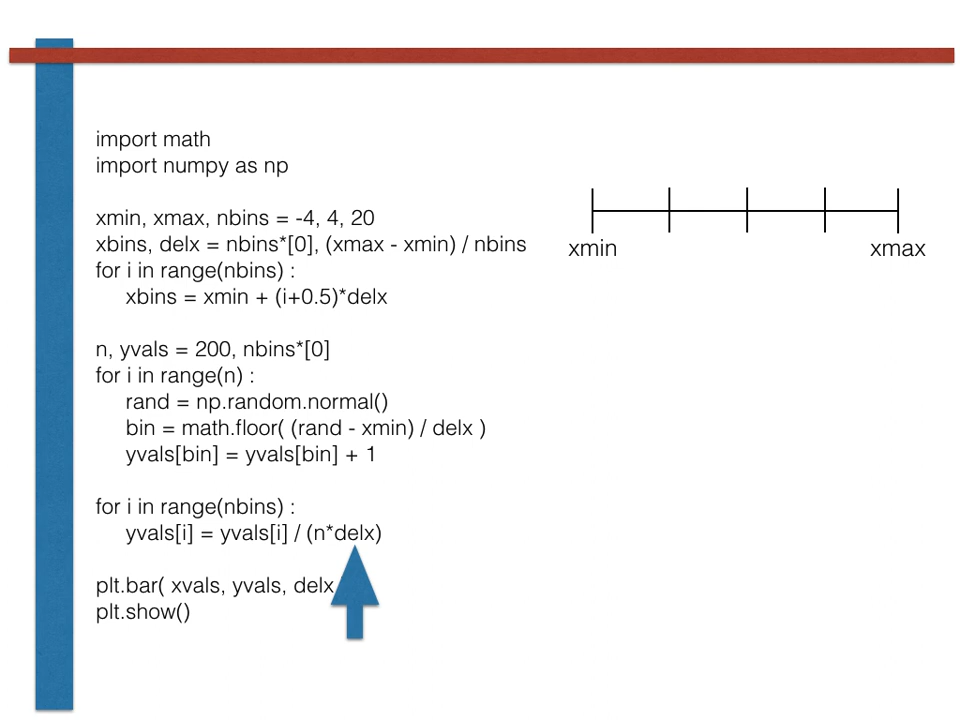 import math
import numpy as np

xmin, xmax, nbins = -4, 4, 20
xbins, delx = nbins*[0], (xmax - xmin) / nbins
for i in range(nbins) :
    xbins = xmin + (i+0.5)*delx

n, yvals = 200, nbins*[0]
for i in range(n) :
    rand = np.random.normal()
    bin = math.floor( (rand - xmin) / delx )
    yvals[bin] = yvals[bin] + 1

for i in range(nbins) :
    yvals[i] = yvals[i] / (n*delx)

plt.bar( xvals, yvals, delx
plt.show()
xmin
xmax